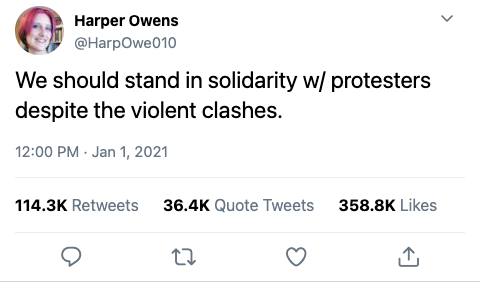 Harper Owens
@HarpOwe010
We should stand in solidarity w/ protesters
despite the violent clashes.
12:00 PM · Jan 1, 2021
114.3K Retweets 36.4K Quote Tweets 358.8K Likes